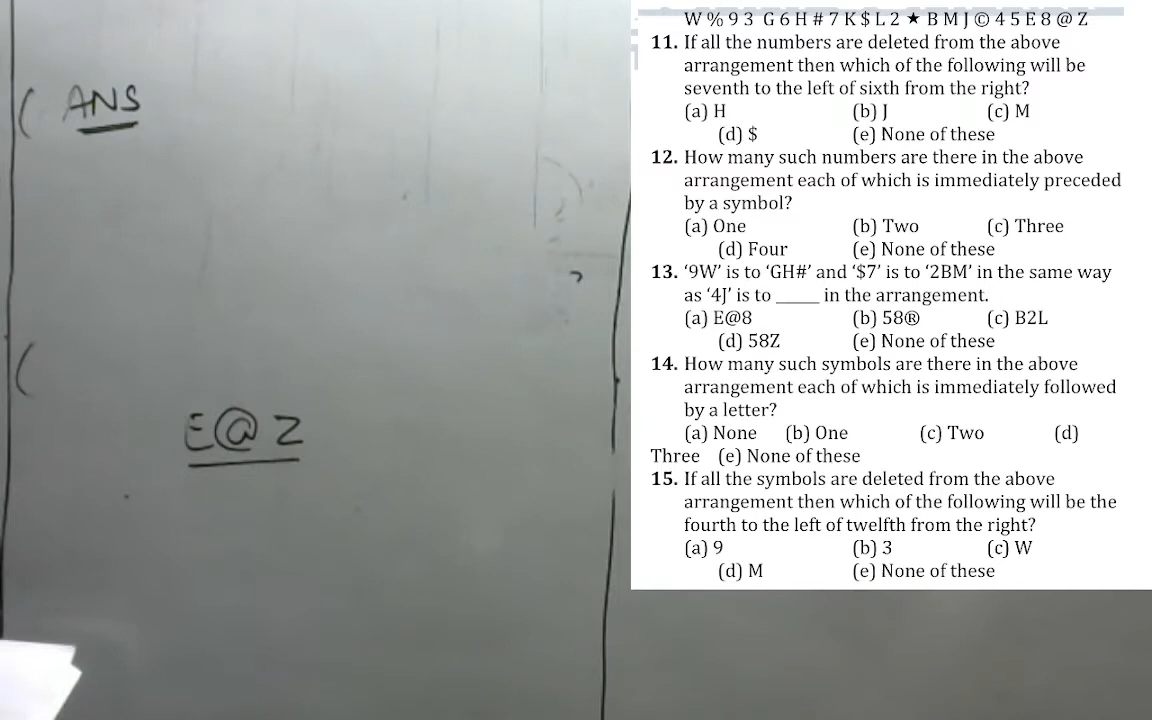 ( ANS
(
E@ Z
W % 9 3 G 6 H # 7 K $ L 2 ★ B M J © 4 5 E 8 @ Z
11. If all the numbers are deleted from the above
arrangement then which of the following will be
seventh to the left of sixth from the right?
(a) H (b) J (c) M
(d) $ (e) None of these
12. How many such numbers are there in the above
arrangement each of which is immediately preceded
by a symbol?
(a) One (b) Two (c) Three
(d) Four (e) None of these
13. ‘9W’ is to ‘GH#’ and ‘$7’ is to ‘2BM’ in the same way
as ‘4J’ is to _____ in the arrangement.
(a) E@8 (b) 58® (c) B2L
(d) 58Z (e) None of these
14. How many such symbols are there in the above
arrangement each of which is immediately followed
by a letter?
(a) None (b) One (c) Two (d)
Three (e) None of these
15. If all the symbols are deleted from the above
arrangement then which of the following will be the
fourth to the left of twelfth from the right?
(a) 9 (b) 3 (c) W
(d) M (e) None of these